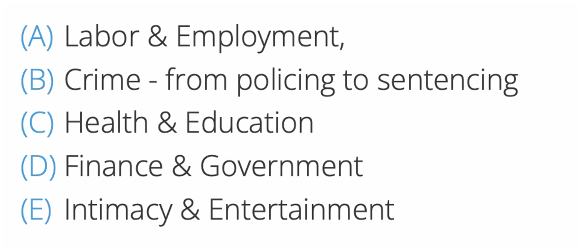 (A) Labor & Employment,
(B) Crime - from policing to sentencing
(C) Health & Education
(D) Finance & Government
(E) Intimacy & Entertainment